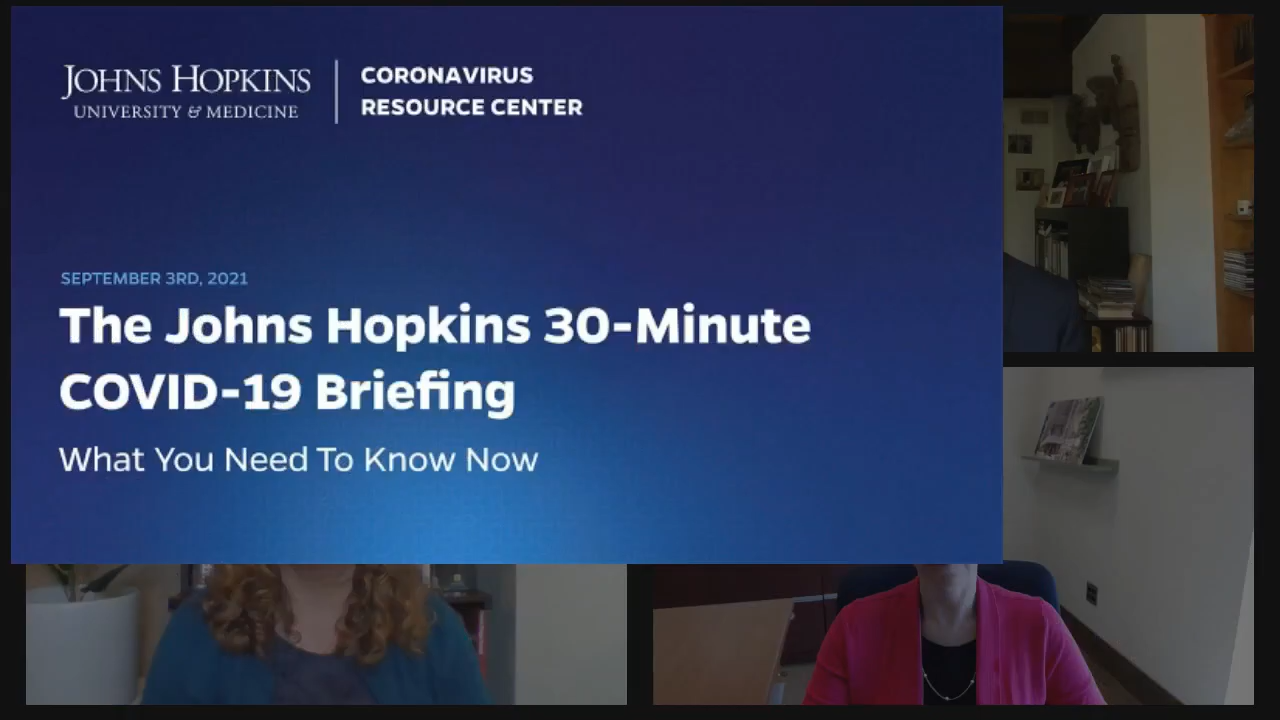 JOHNS HOPKINS
UNIVERSITY & MEDICINE
CORONAVIRUS
RESOURCE CENTER
SEPTEMBER 3RD, 2021
The Johns Hopkins 30-Minute
COVID-19 Briefing
What You Need To Know Now